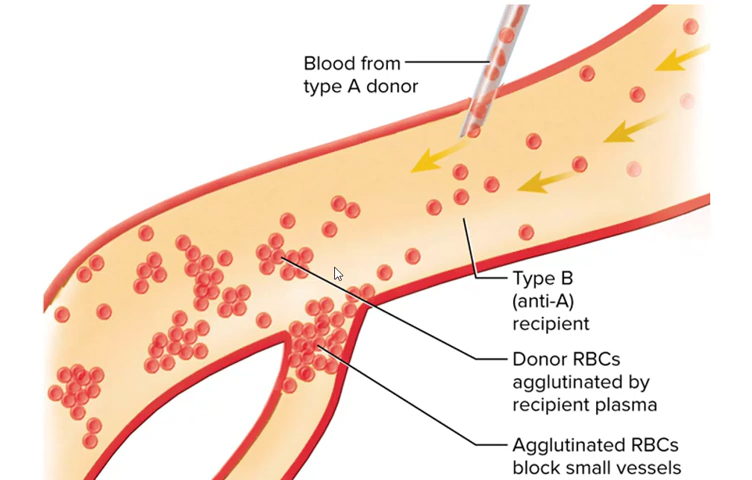 Blood from
type A donor
Type B
(anti-A)
recipient
Donor RBCs
agglutinated by
recipient plasma
Agglutinated RBCs
block small vessels